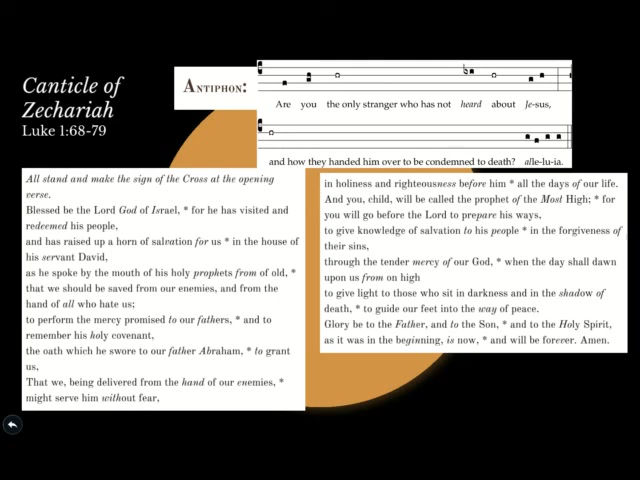 Canticle of
Zechariah
Luke 1:68-79
ANTIPHON:
Are you the only stranger who has not heard about Je-sus,
and how they handed him over to be condemned to death? alle-lu-ia.
All stand and make the sign of the Cross at the opening
verse.
Blessed be the Lord God of Israel, * for he has visited and
redeemed his people,
and has raised up a horn of salvation for us * in the house of
his servant David,
as he spoke by the mouth of his holy prophets from of old, *
that we should be saved from our enemies, and from the
hand of all who hate us;
to perform the mercy promised to our fathers, * and to
remember his holy covenant,
the oath which he swore to our father Abraham, * to grant
us,
That we, being delivered from the hand of our enemies, *
might serve him without fear,
in holiness and righteousness before him * all the days of our life.
And you, child, will be called the prophet of the Most High; * for
you will go before the Lord to prepare his ways,
to give knowledge of salvation to his people * in the forgiveness of
their sins,
through the tender mercy of our God, * when the day shall dawn
upon us from on high
to give light to those who sit in darkness and in the shadow of
death, * to guide our feet into the way of peace.
Glory be to the Father, and to the Son, * and to the Holy Spirit,
as it was in the beginning, is now, * and will be forever. Amen.